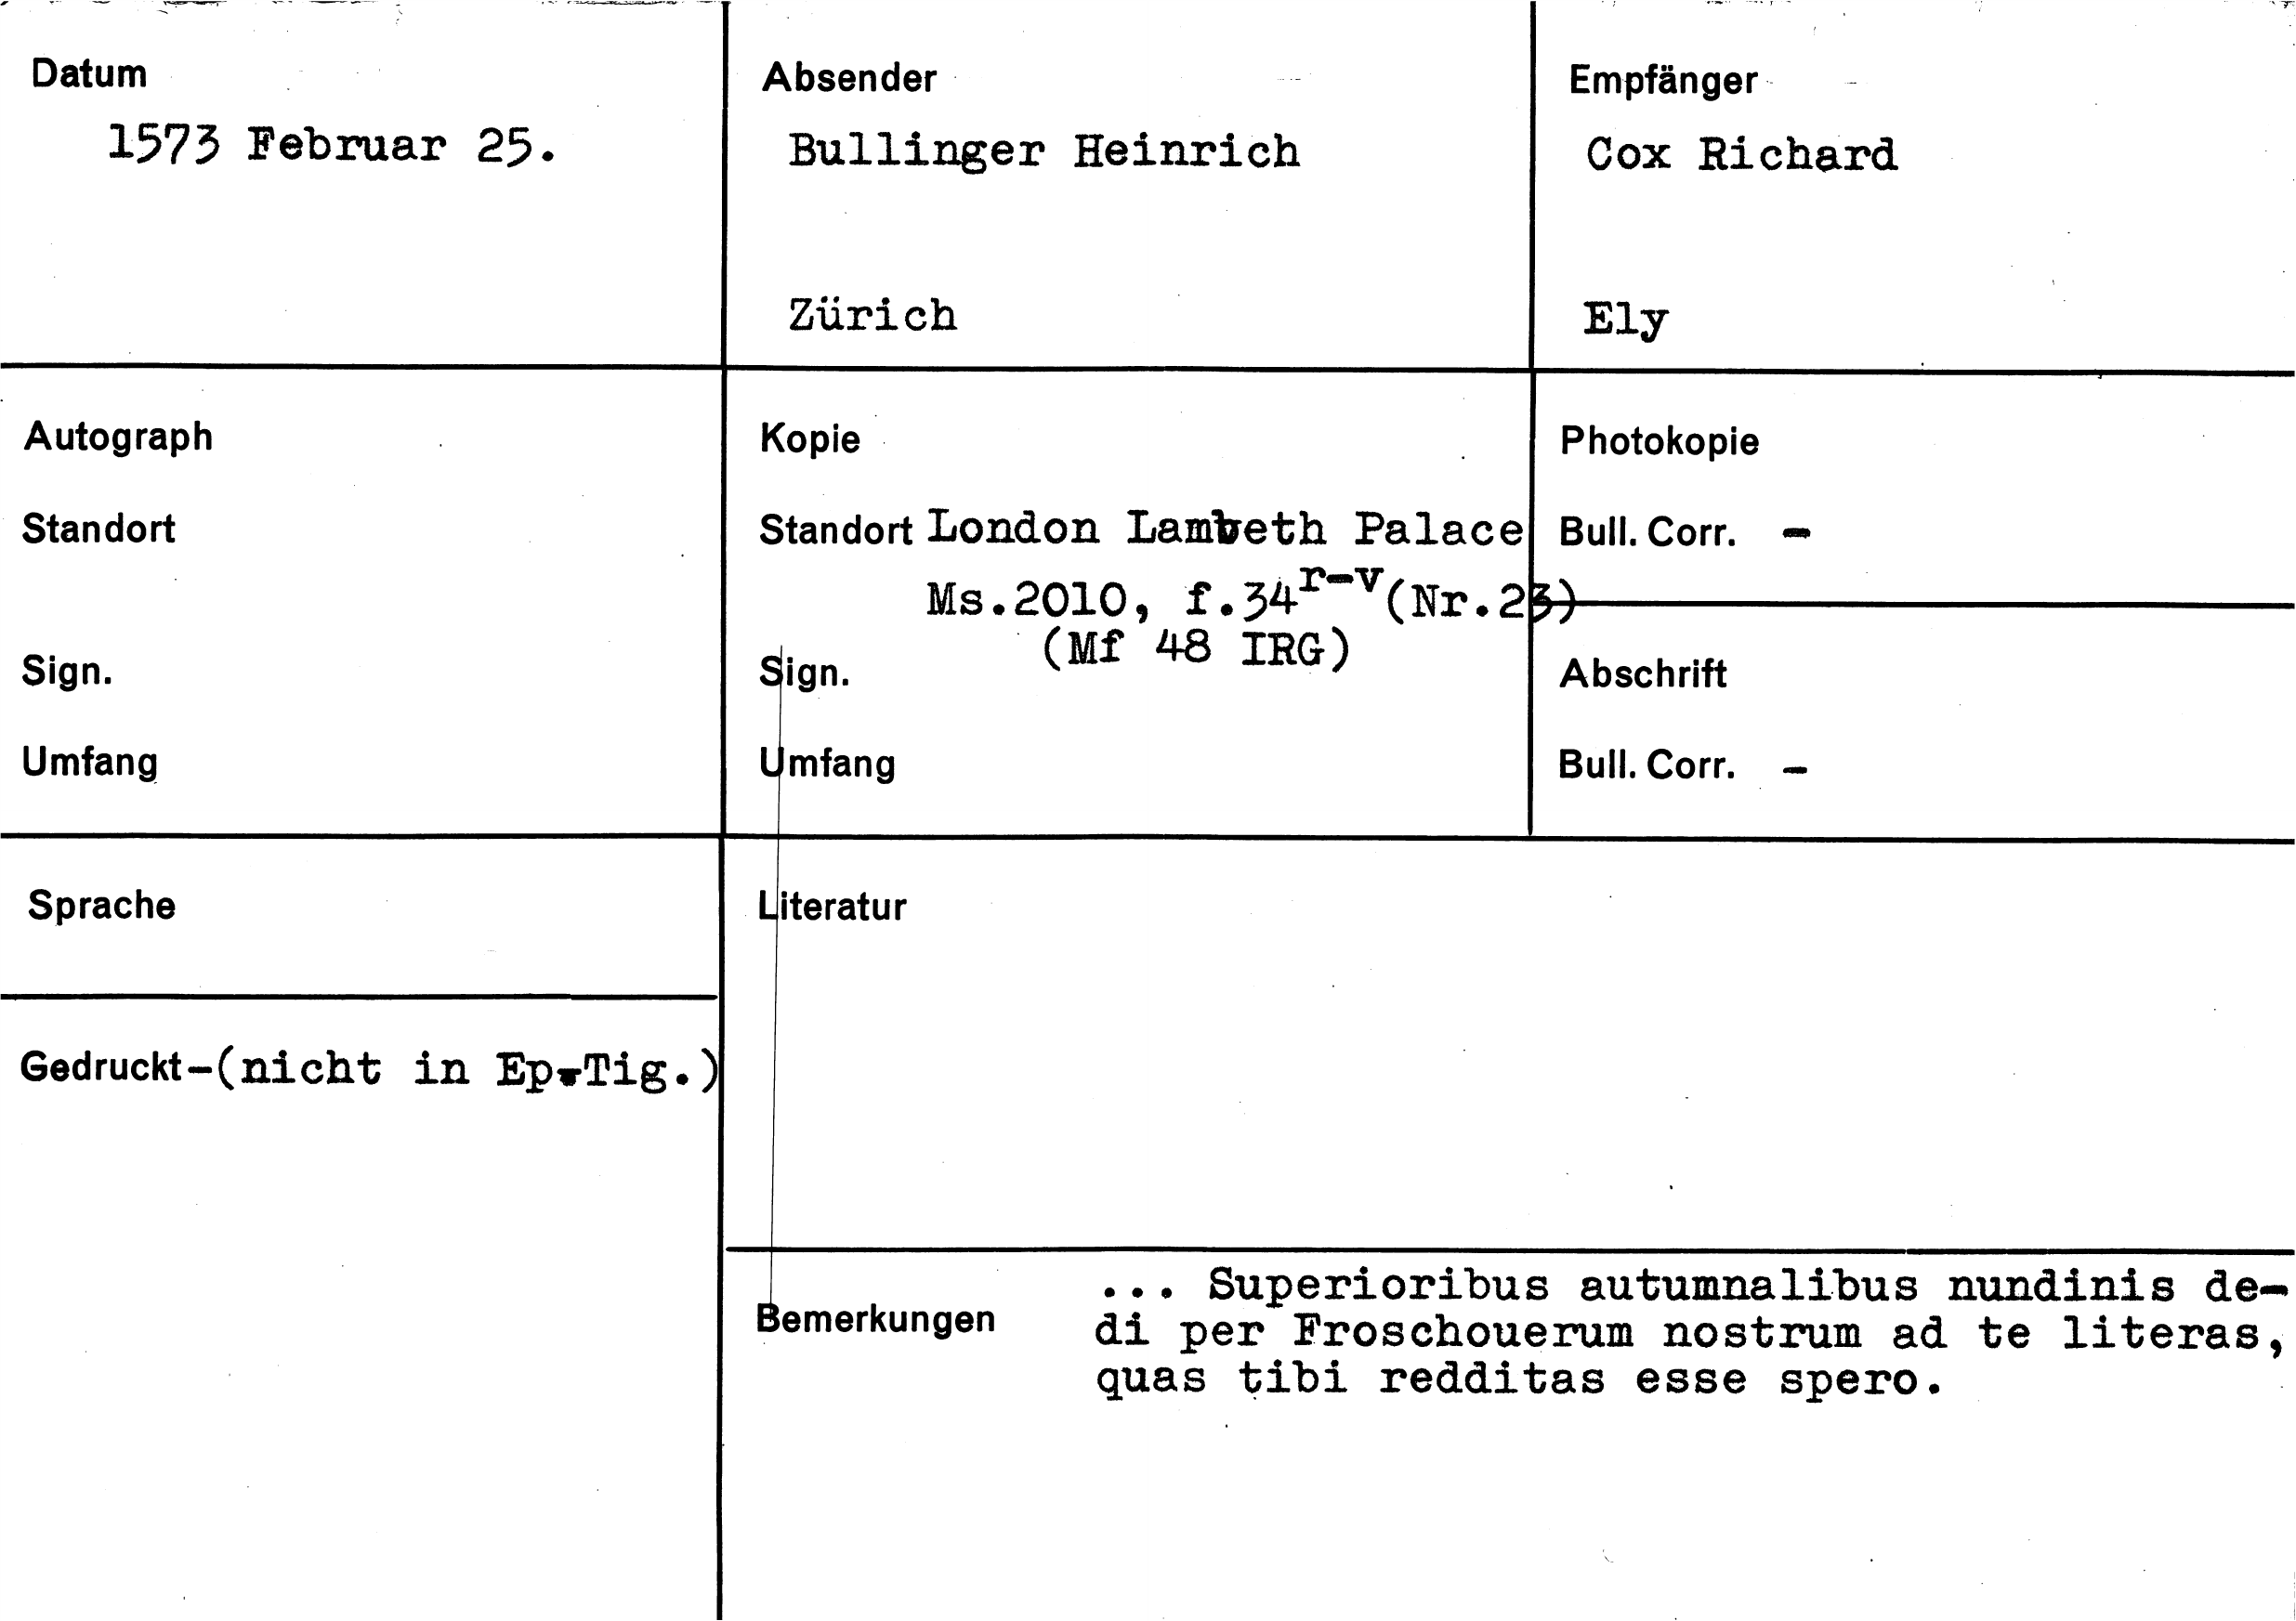 Datum
1573 Februar 25.
Absender
Bullinger Heinrich
Zürich
Empfänger
Cox Richard
Ely
Autograph
Standort
Sign.
Umfang
Kopie
Standort London Lambeth Palace
Ms.2010, f.34r-v(Nr.23)
(Mf 48 IRG)
Sign.
Umfang
Photokopie
Bull. Corr. -
Abschrift
Bull. Corr. -
Sprache
Gedruckt-(nicht in Ep.Tig.)
Literatur
Bemerkungen
... Superioribus autumnalibus nundinis de-
di per Froschouerum nostrum ad te literas,
quas tibi redditas esse spero.